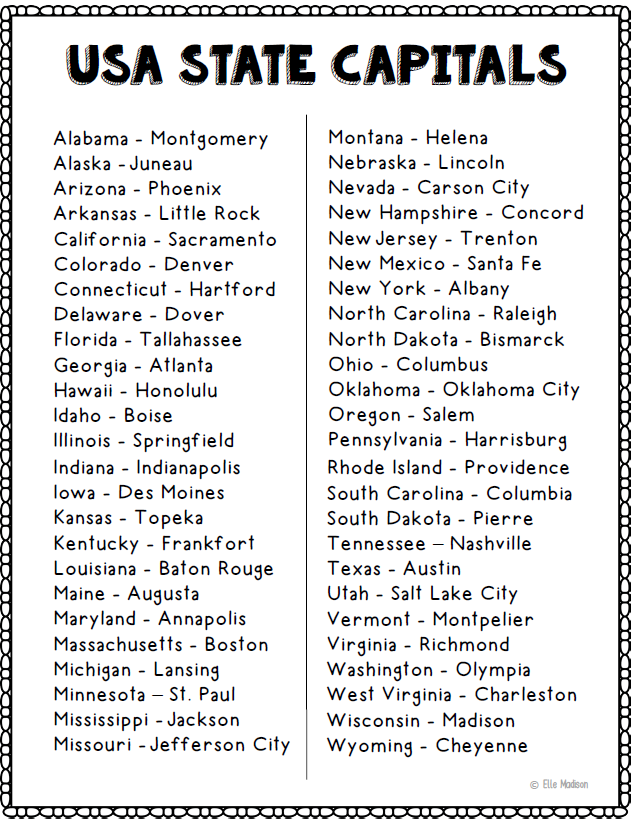 USA STATE CAPITALS
Alabama - Montgomery
Alaska - Juneau
Arizona - Phoenix
Arkansas - Little Rock
California - Sacramento
Colorado - Denver
Connecticut - Hartford
Delaware - Dover
Florida - Tallahassee
Georgia - Atlanta
Hawaii - Honolulu
Idaho - Boise
Illinois - Springfield
Indiana - Indianapolis
Iowa - Des Moines
Kansas - Topeka
Kentucky - Frankfort
Louisiana - Baton Rouge
Maine - Augusta
Maryland - Annapolis
Massachusetts - Boston
Michigan - Lansing
Minnesota – St. Paul
Mississippi - Jackson
Missouri - Jefferson City
Montana - Helena
Nebraska - Lincoln
Nevada - Carson City
New Hampshire - Concord
New Jersey - Trenton
New Mexico - Santa Fe
New York - Albany
North Carolina - Raleigh
North Dakota - Bismarck
Ohio - Columbus
Oklahoma - Oklahoma City
Oregon - Salem
Pennsylvania - Harrisburg
Rhode Island - Providence
South Carolina - Columbia
South Dakota - Pierre
Tennessee – Nashville
Texas - Austin
Utah - Salt Lake City
Vermont - Montpelier
Virginia - Richmond
Washington - Olympia
West Virginia - Charleston
Wisconsin - Madison
Wyoming - Cheyenne
© Elle Madison